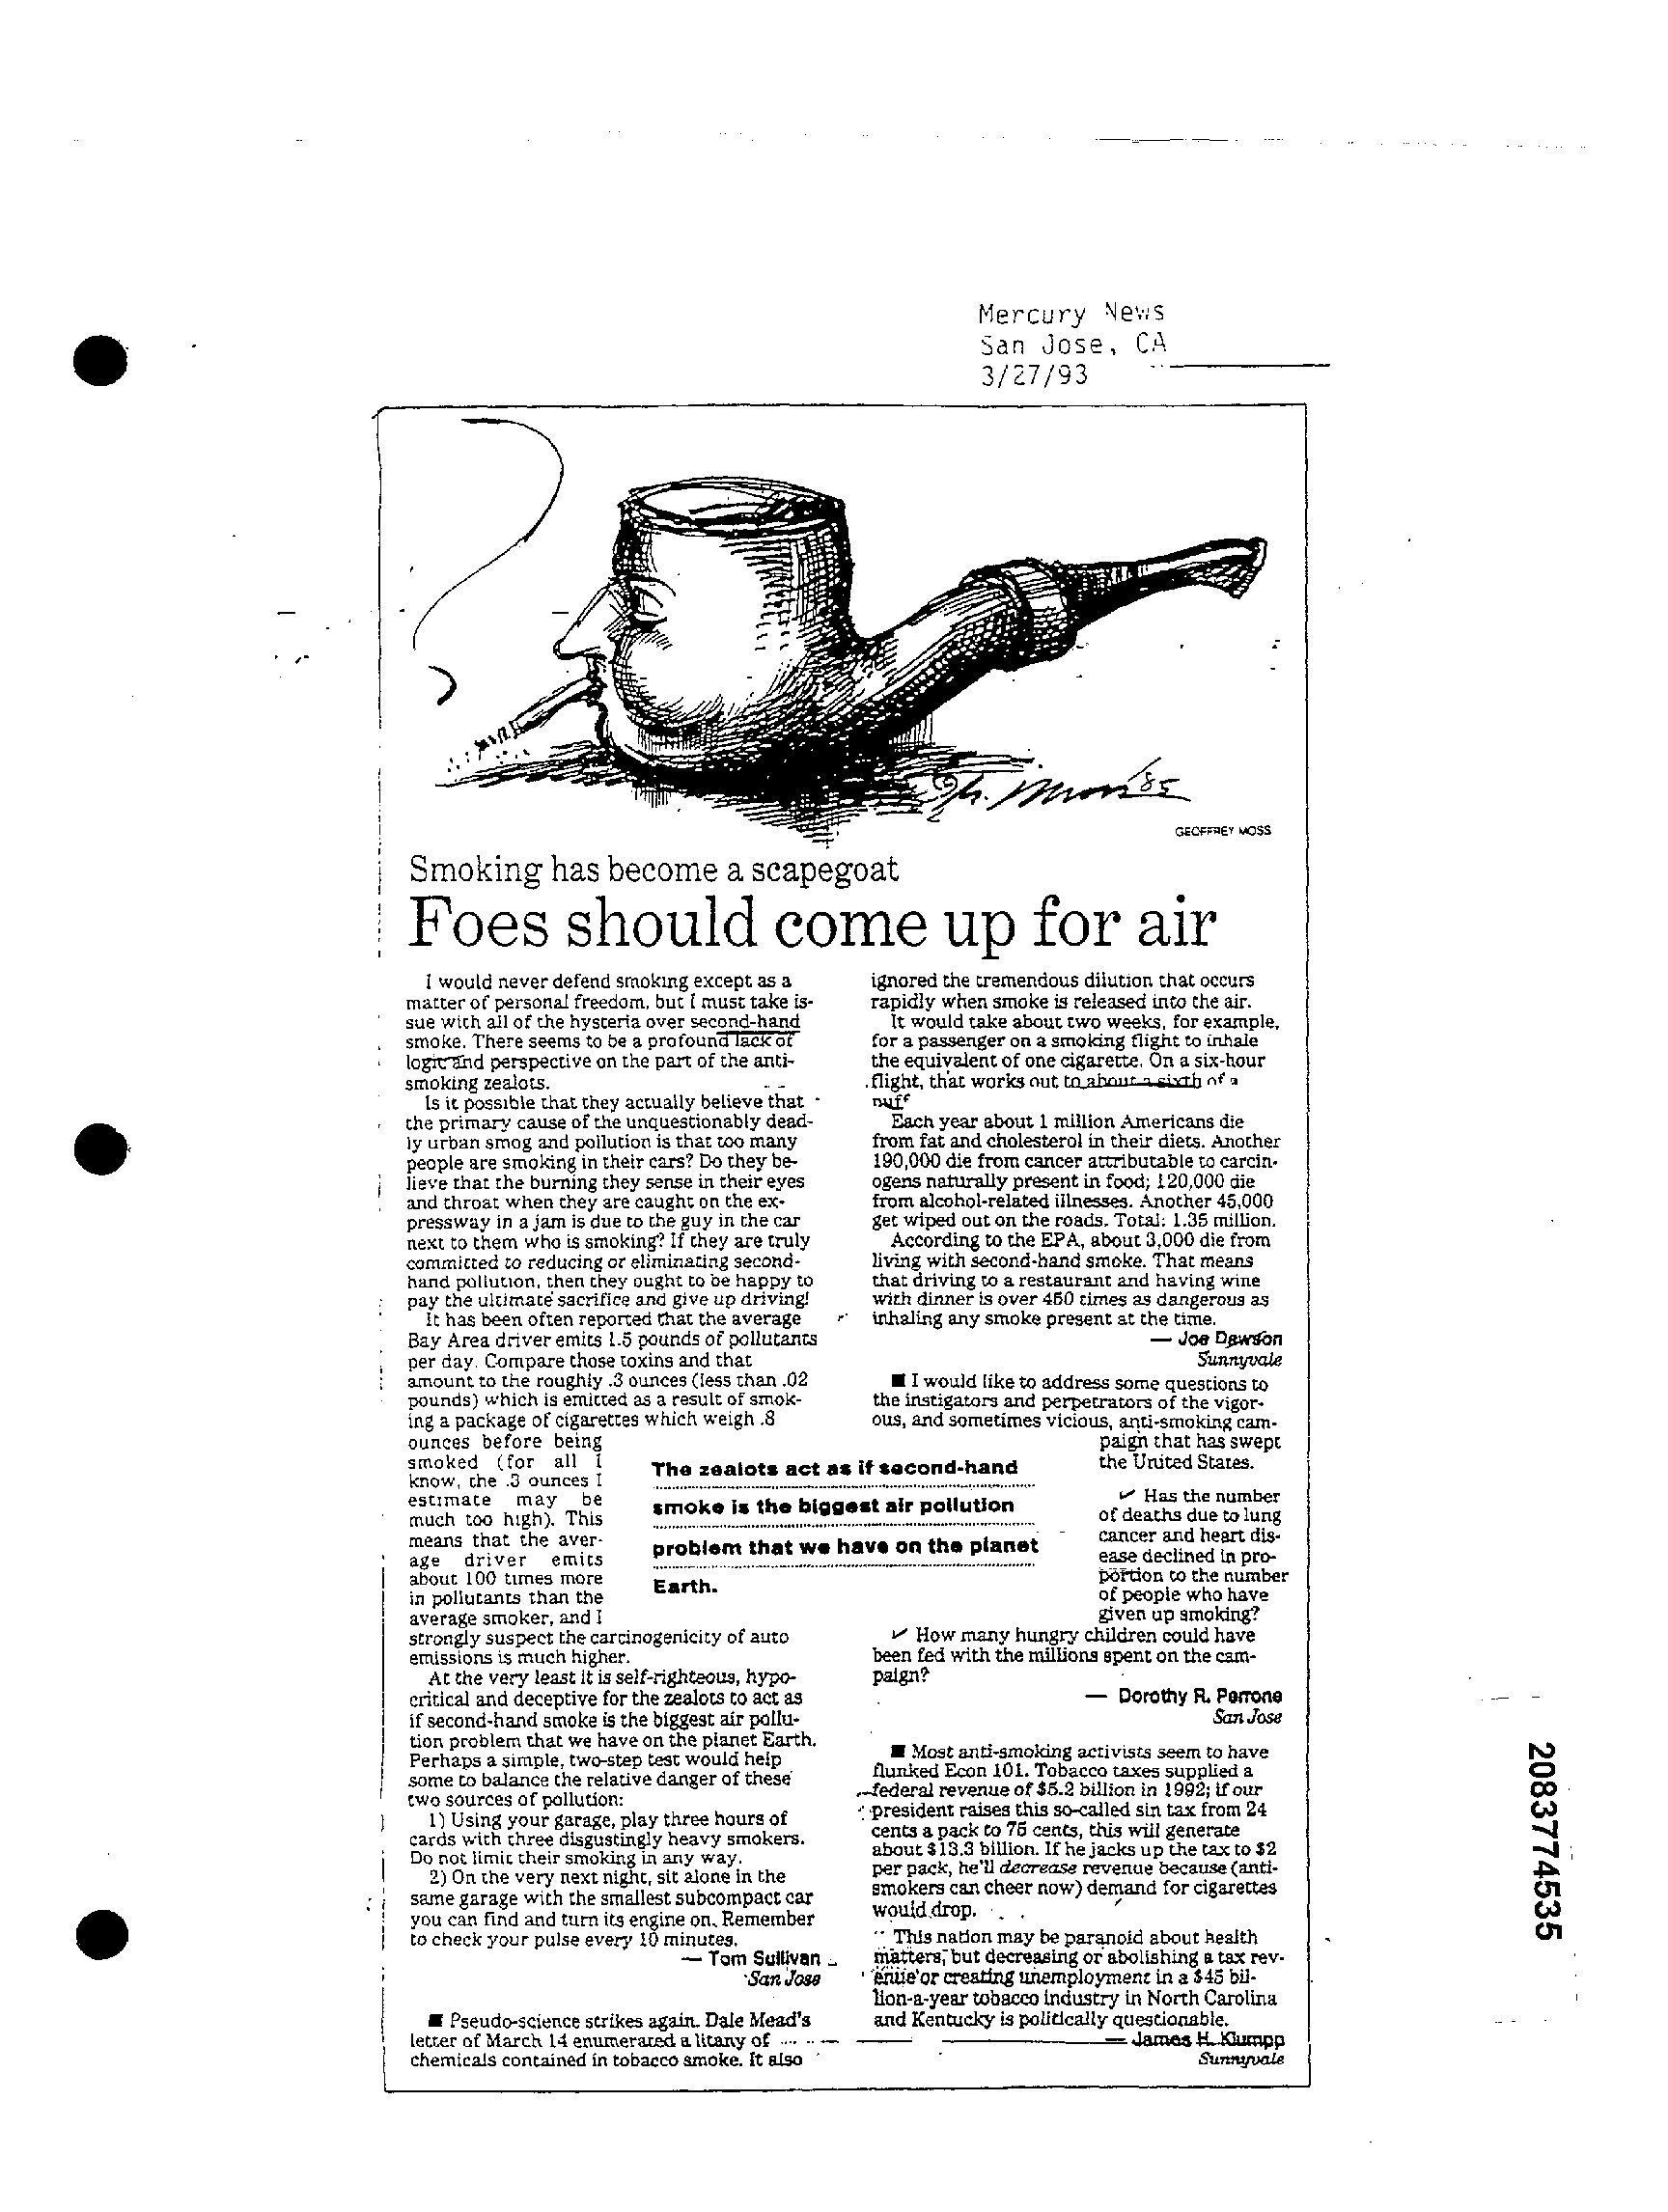 Mercury News
San Jose, CA
3/27/93
'85
GEOFFREY MOSS
Smoking has become a scapegoat
Foes should come up for air
I would never defend smoking except as a
matter of personal freedom, but I must take is-
sue with all of the hysteria over second-hand
smoke. There seems to be a profound lack of
logic and perspective on the part of the anti-
smoking zealots.
Is it possible that they actually believe that
the primary cause of the unquestionably dead-
ly urban smog and pollution is that too many
people are smoking in their cars? Do they be-
lieve that the burning they sense in their eyes
and throat when they are caught on the ex-
pressway in a jam is due to the guy in the car
next to them who is smoking? If they are truly
committed to reducing or eliminating second-
hand pollution, then they ought to be happy to
pay the ultimate sacrifice and give up driving!
It has been often reported that the average
Bay Area driver emits 1.5 pounds of pollutants
per day. Compare those toxins and that
amount to the roughly .3 ounces (less than .02
pounds) which is emitted as a result of smok-
ing a package of cigarettes which weigh .8
ounces before being
smoked (for all I
know, the .3 ounces I
estimate may be
much too high). This
means that the aver-
age driver emits
about 100 times more
in pollutants than the
average smoker, and I
strongly suspect the carcinogenicity of auto
emissions is much higher.
At the very least it is self-righteous, hypo-
critical and deceptive for the zealots to act as
if second-hand smoke is the biggest air pollu-
tion problem that we have on the planet Earth.
Perhaps a simple, two-step test would help
some to balance the relative danger of these
two sources of pollution:
1) Using your garage, play three hours of
cards with three disgustingly heavy smokers.
Do not limit their smoking in any way.
2) On the very next night, sit alone in the
same garage with the smallest subcompact car
you can find and turn its engine on. Remember
to check your pulse every 10 minutes.
— Tom Sullivan
San Jose
■ Pseudo-science strikes again. Dale Mead's
letter of March 14 enumerated a litany of
chemicals contained in tobacco smoke. It also
The zealots act as if second-hand
smoke is the biggest air pollution
problem that we have on the planet
Earth.
ignored the tremendous dilution that occurs
rapidly when smoke is released into the air.
It would take about two weeks, for example,
for a passenger on a smoking flight to inhale
the equivalent of one cigarette. On a six-hour
flight, that works out to about a sixth of a
puff
Each year about 1 million Americans die
from fat and cholesterol in their diets. Another
190,000 die from cancer attributable to carcin-
ogens naturally present in food; 120,000 die
from alcohol-related illnesses. Another 45,000
get wiped out on the roads. Total: 1.35 million.
According to the EPA, about 3,000 die from
living with second-hand smoke. That means
that driving to a restaurant and having wine
with dinner is over 450 times as dangerous as
inhaling any smoke present at the time.
— Joe Dawson
Sunnyvale
■ I would like to address some questions to
the instigators and perpetrators of the vigor-
ous, and sometimes vicious, anti-smoking cam-
paign that has swept
the United States.
✓ Has the number
of deaths due to lung
cancer and heart dis-
ease declined in pro-
portion to the number
of people who have
given up smoking?
✓ How many hungry children could have
been fed with the millions spent on the cam-
paign?
— Dorothy R. Perrone
San Jose
■ Most anti-smoking activists seem to have
flunked Econ 101. Tobacco taxes supplied a
federal revenue of $5.2 billion in 1992; if our
president raises this so-called sin tax from 24
cents a pack to 75 cents, this will generate
about $13.3 billion. If he jacks up the tax to $2
per pack, he'll decrease revenue because (anti-
smokers can cheer now) demand for cigarettes
would drop.
This nation may be paranoid about health
matters, but decreasing or abolishing a tax rev-
enue or creating unemployment in a $45 bil-
lion-a-year tobacco industry in North Carolina
and Kentucky is politically questionable.
— James H. Klumpp
Sunnyvale
2083774535